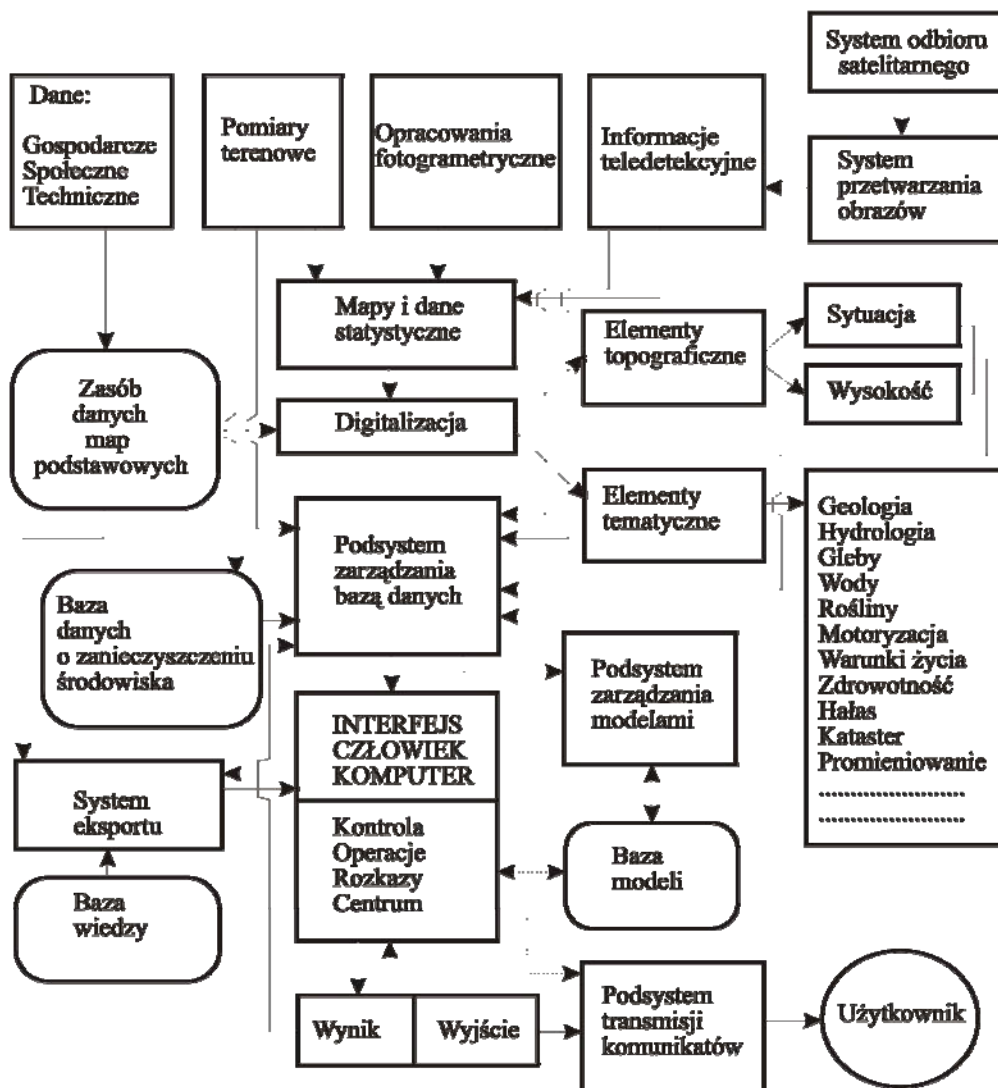 System odbioru
satelitarnego
Dane:
Gospodarcze
Społeczne
Techniczne
Pomiary
terenowe
Opracowania
fotogrametryczne
Informacje
teledetekcyjne
System
przetwarzania
obrazów
Mapy i dane
statystyczne
Elementy
topograficzne
Sytuacja
Wysokość
Zasób
danych
map
podstawowych
Digitalizacja
Elementy
tematyczne
Geologia
Hydrologia
Gleby
Wody
Rośliny
Motoryzacja
Warunki życia
Zdrowotność
Hałas
Kataster
Promieniowanie
......................
......................
Podsystem
zarządzania
bazą danych
Baza
danych
o zanieczyszczeniu
środowiska
Podsystem
zarządzania
modelami
INTERFEJS
CZŁOWIEK
KOMPUTER
Kontrola
Operacje
Rozkazy
Centrum
System
eksportu
Baza
modeli
Baza
wiedzy
Wynik
Wyjście
Podsystem
transmisji
komunikatów
Użytkownik